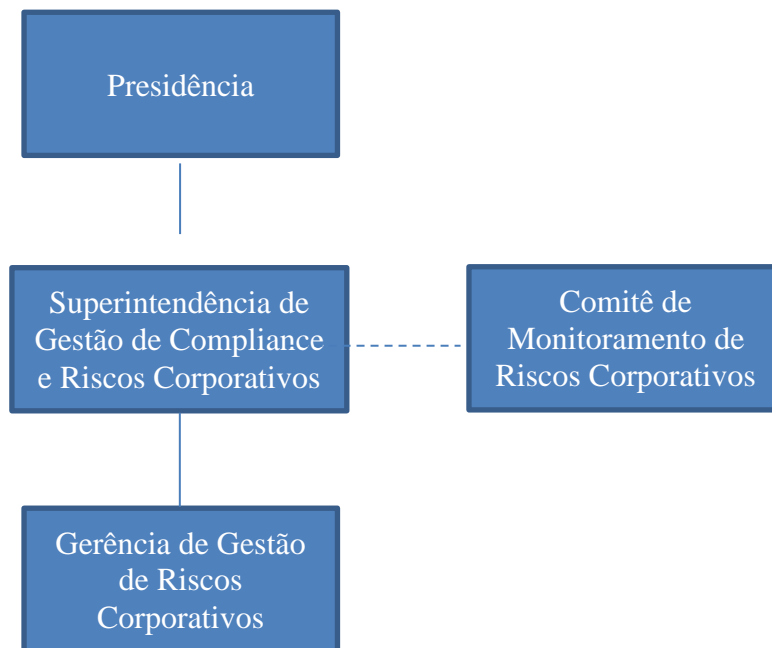 Presidência
Superintendência de
Gestão de Compliance
e Riscos Corporativos
Comitê de
Monitoramento de
Riscos Corporativos
Gerência de Gestão
de Riscos
Corporativos